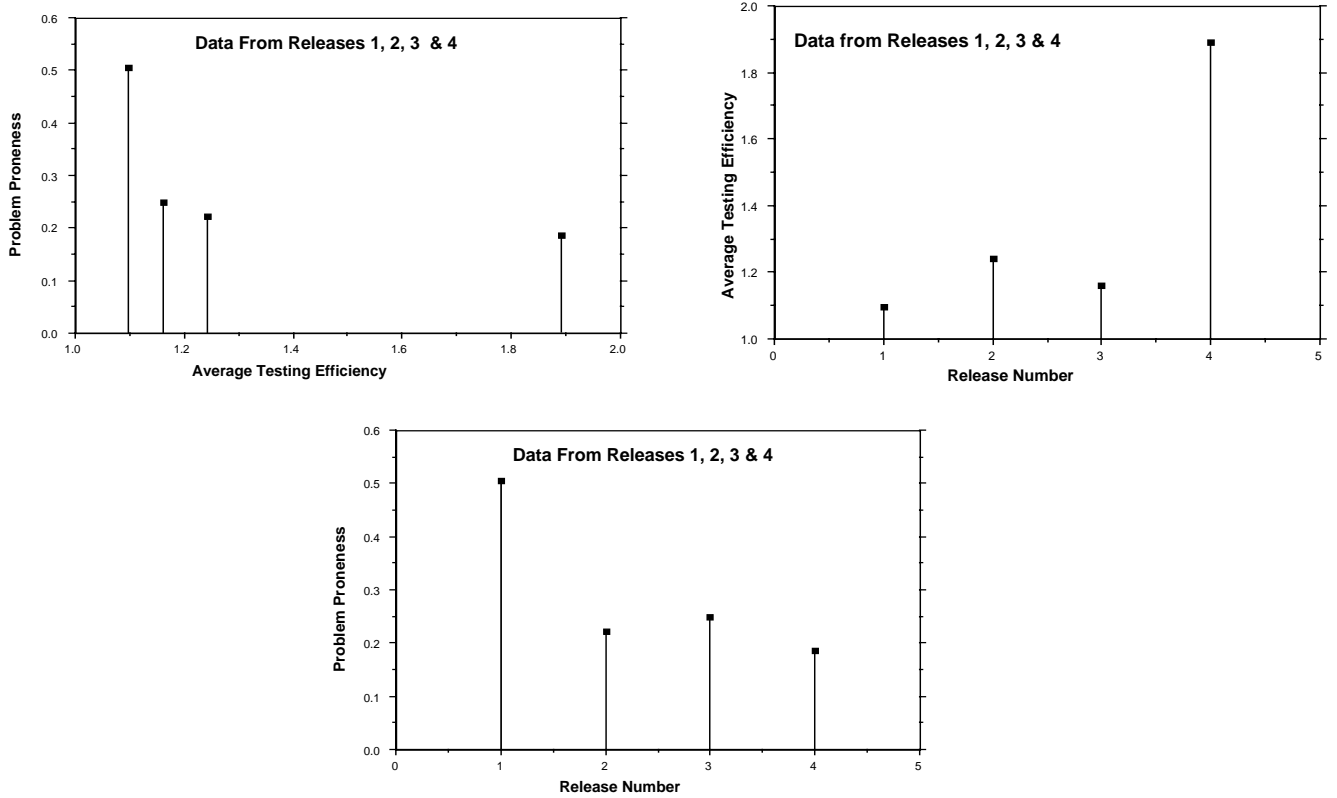 Data From Releases 1, 2, 3 & 4
Problem Proneness
0.6
0.5
0.4
0.3
0.2
0.1
0.0
1.0 1.2 1.4 1.6 1.8 2.0
Average Testing Efficiency
Data from Releases 1, 2, 3 & 4
Average Testing Efficiency
2.0
1.8
1.6
1.4
1.2
1.0
0 1 2 3 4 5
Release Number
Data From Releases 1, 2, 3 & 4
Problem Proneness
0.6
0.5
0.4
0.3
0.2
0.1
0.0
0 1 2 3 4 5
Release Number